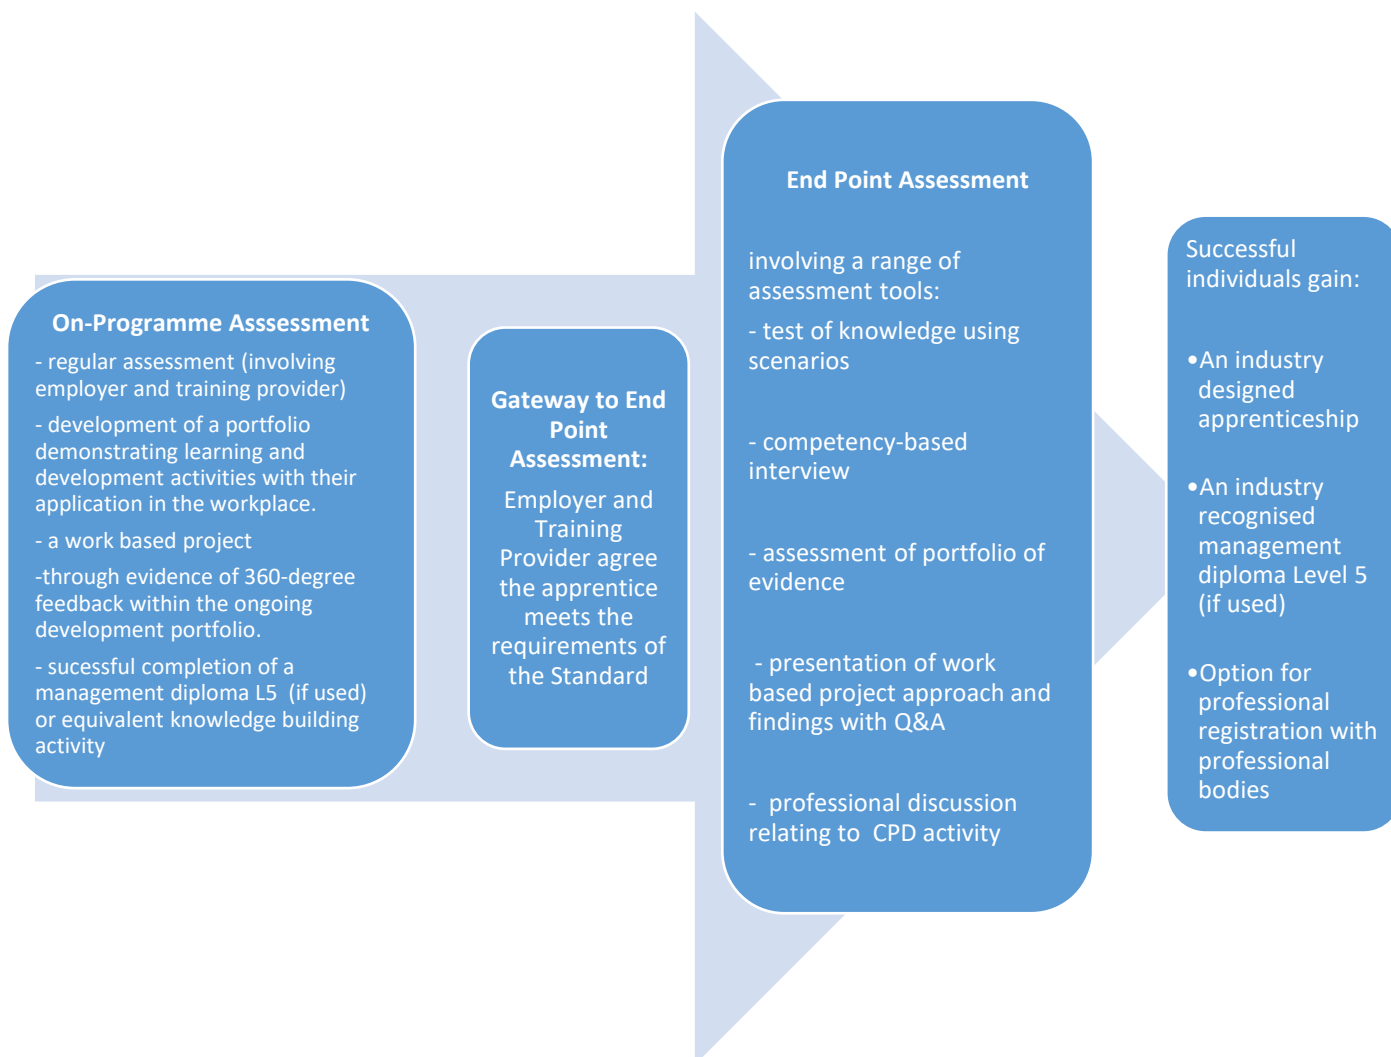 On-Programme Asssessment
- regular assessment (involving
employer and training provider)
- development of a portfolio
demonstrating learning and
development activities with their
application in the workplace.
- a work based project
-through evidence of 360-degree
feedback within the ongoing
development portfolio.
- sucessful completion of a
management diploma L5  (if used)
or equivalent knowledge building
activity
Gateway to End
Point
Assessment:
Employer and
Training
Provider agree
the apprentice
meets the
requirements of
the Standard
End Point Assessment
involving a range of
assessment tools:
- test of knowledge using
scenarios
- competency-based
interview
- assessment of portfolio of
evidence
- presentation of work
based project approach and
findings with Q&A
-  professional discussion
relating to  CPD activity
Successful
individuals gain:
•An industry
designed
apprenticeship
•An industry
recognised
management
diploma Level 5
(if used)
•Option for
professional
registration with
professional
bodies